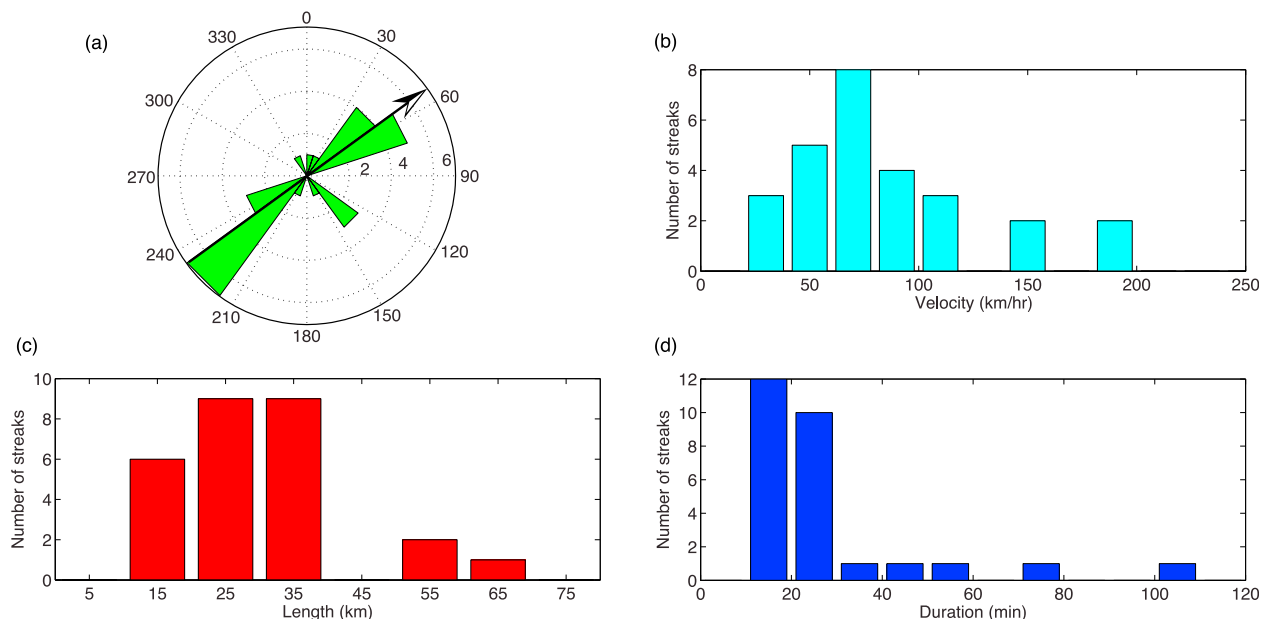 (a)
0
30
60
90
120
150
180
210
240
270
300
330
2
4
6
(b)
Number of streaks
8
6
4
2
0
0 50 100 150 200 250
Velocity (km/hr)
(c)
Number of streaks
10
8
6
4
2
0
5 15 25 35 45 55 65 75
Length (km)
(d)
Number of streaks
12
10
8
6
4
2
0
0 20 40 60 80 100 120
Duration (min)